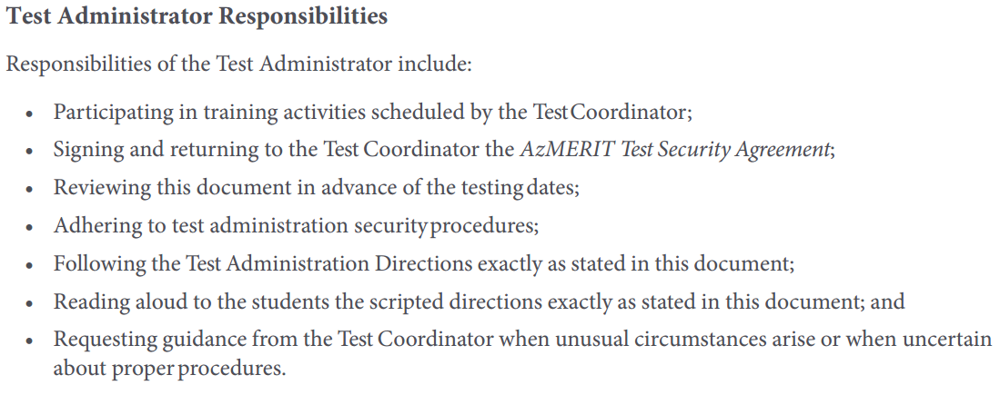 Test Administrator Responsibilities
Responsibilities of the Test Administrator include:
• Participating in training activities scheduled by the Test Coordinator;
• Signing and returning to the Test Coordinator the AzMERIT Test Security Agreement;
• Reviewing this document in advance of the testing dates;
• Adhering to test administration security procedures;
• Following the Test Administration Directions exactly as stated in this document;
• Reading aloud to the students the scripted directions exactly as stated in this document; and
• Requesting guidance from the Test Coordinator when unusual circumstances arise or when uncertain
about proper procedures.